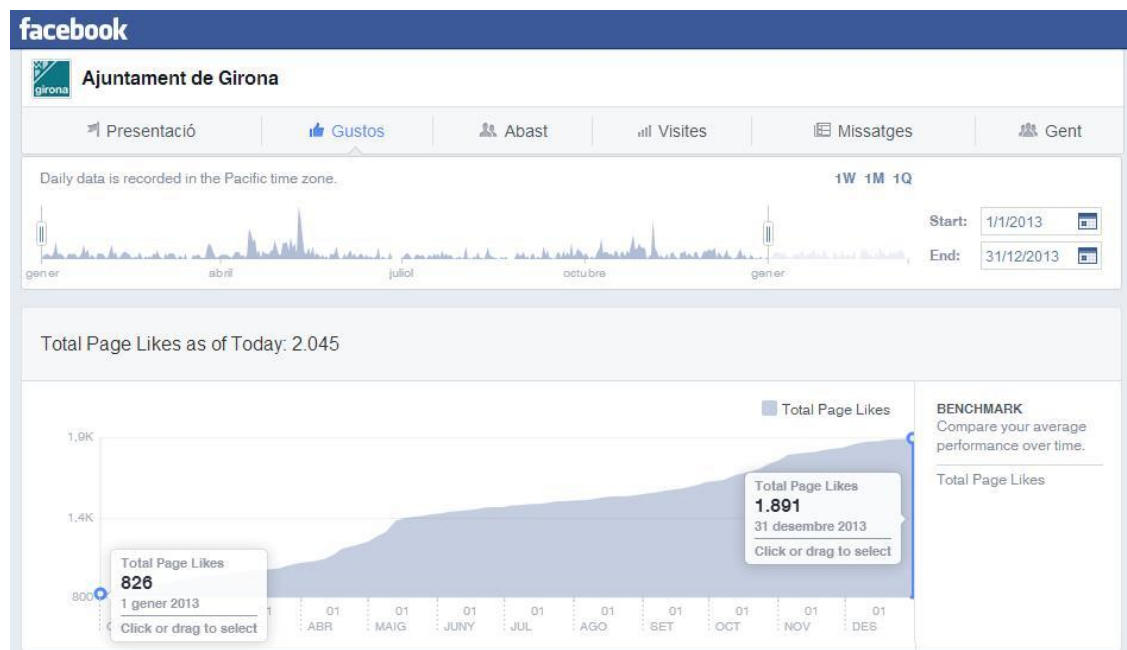 facebook
girona
Ajuntament de Girona
Presentació Gustos Abast Visites Missatges Gent
Daily data is recorded in the Pacific time zone.
1W 1M 1Q
Start: 1/1/2013
End: 31/12/2013
gener abril juliol octubre gener
Total Page Likes as of Today: 2.045
Total Page Likes
BENCHMARK
Compare your average
performance over time.
Total Page Likes
1,9K
1,4K
800
Total Page Likes
1.891
31 desembre 2013
Click or drag to select
Total Page Likes
826
1 gener 2013
Click or drag to select
01 01 01 01 01 01 01 01 01
ABR MAIG JUNY JUL AGO SET OCT NOV DES